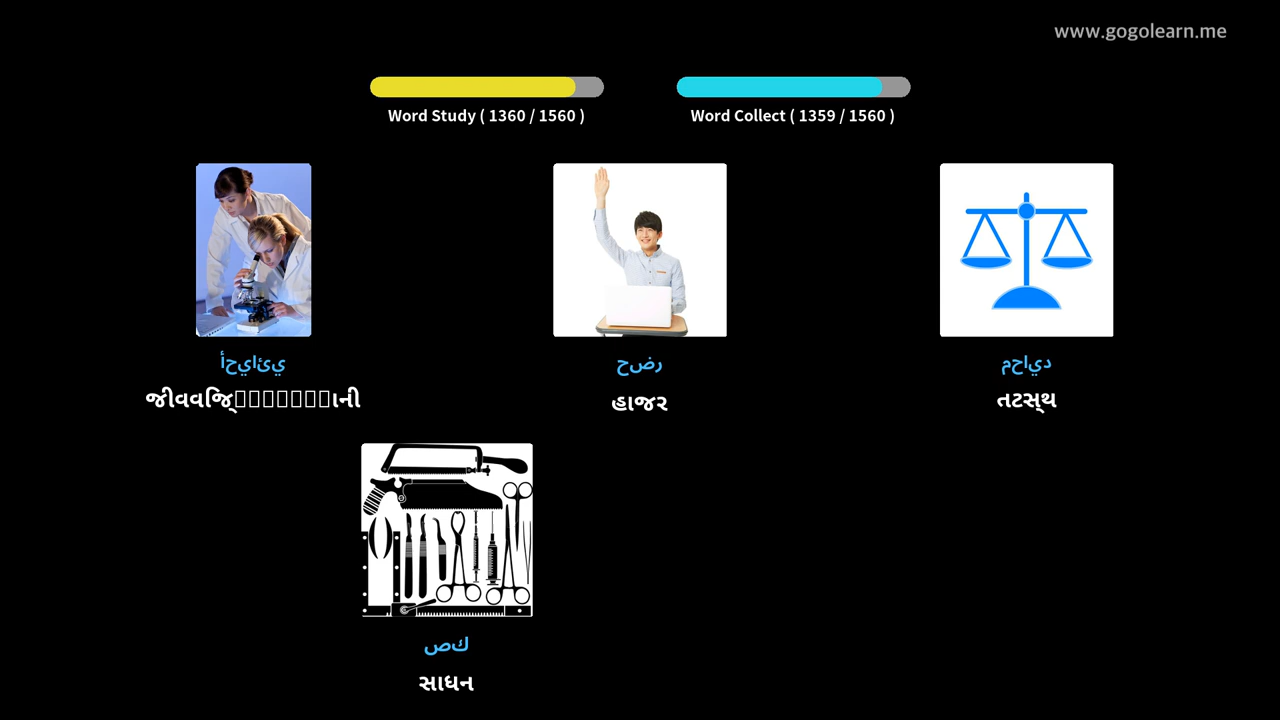 www.gogolearn.me
Word Study ( 1360 / 1560 )
Word Collect ( 1359 / 1560 )
أحيائي
حضر
محايد
હાજર
તટસ્થ
صك
સાધન